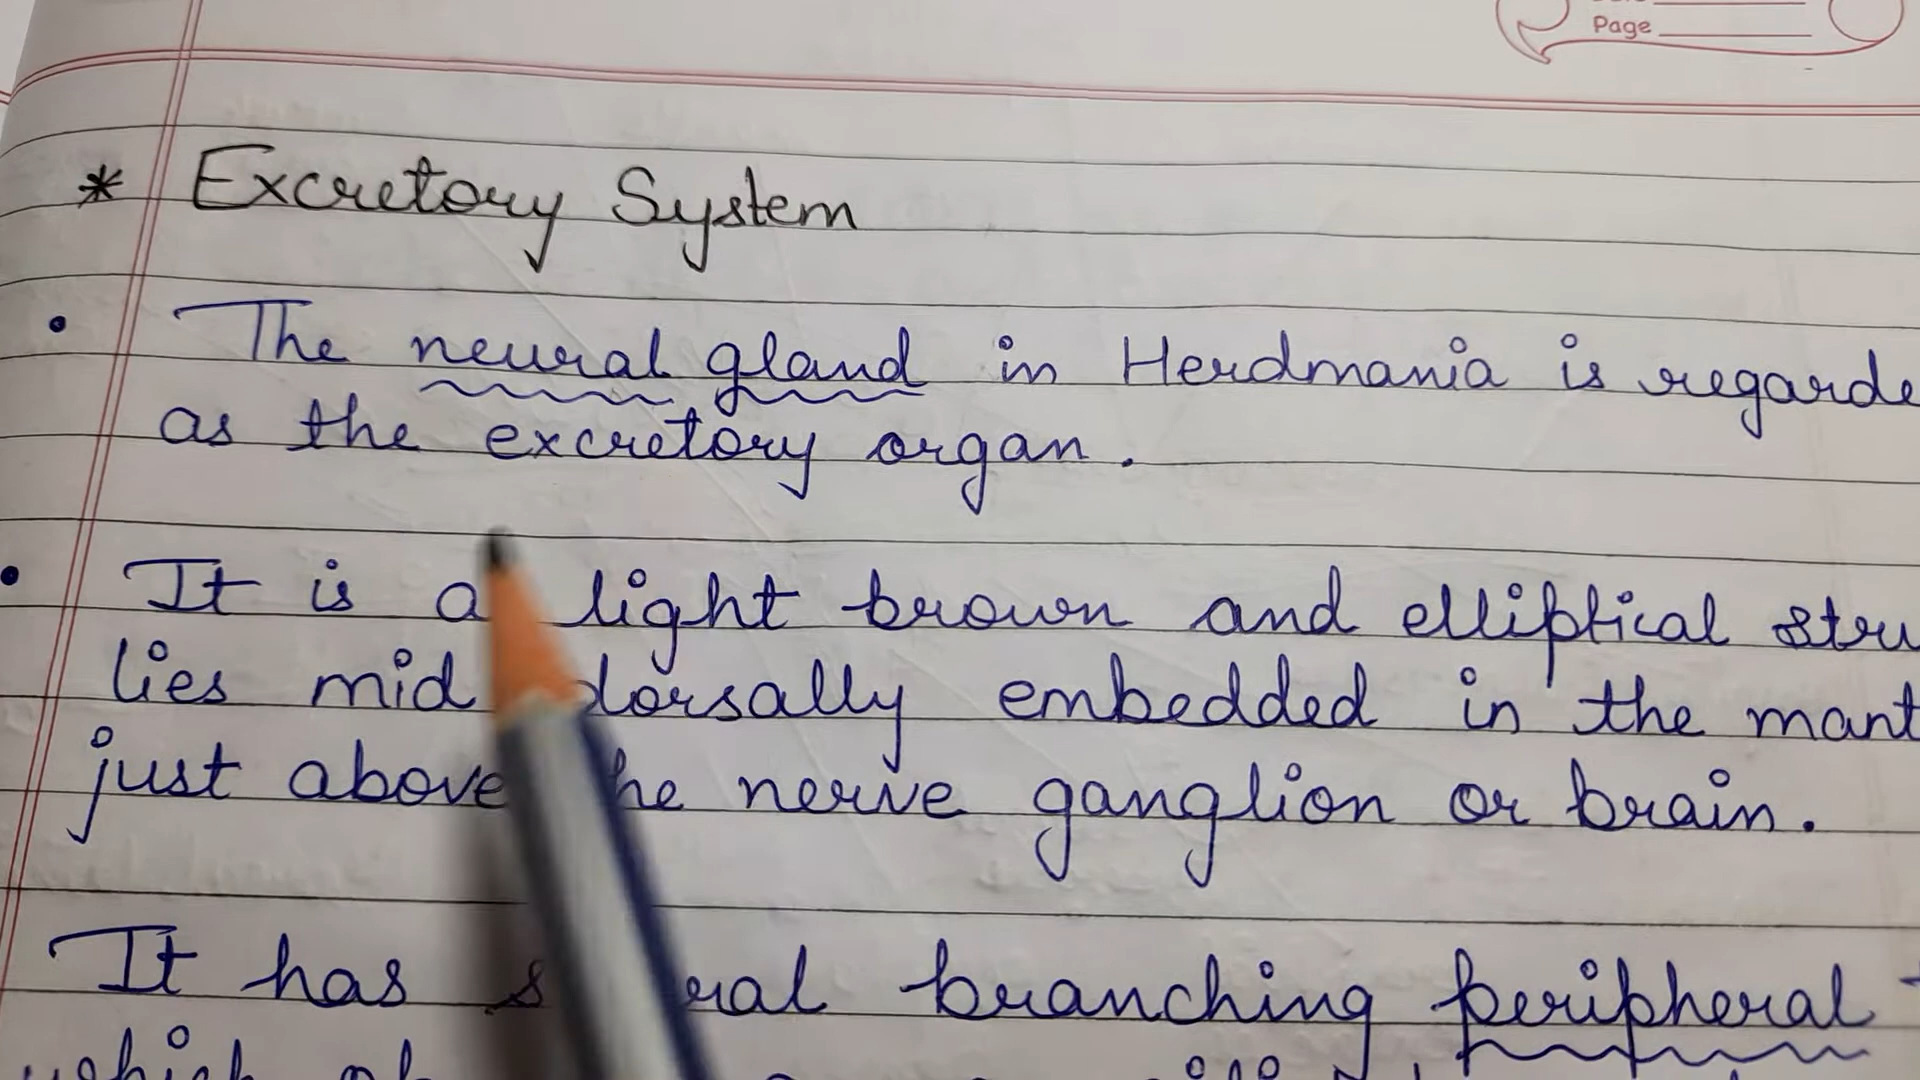 Page
* Excretory System
• The neural gland in Herdmania is regarde
as the excretory organ.
• It is a light brown and elliptical stru
lies mid dorsally embedded in the mant
just above he nerve ganglion or brain.
It has s ral branching peripheral
which